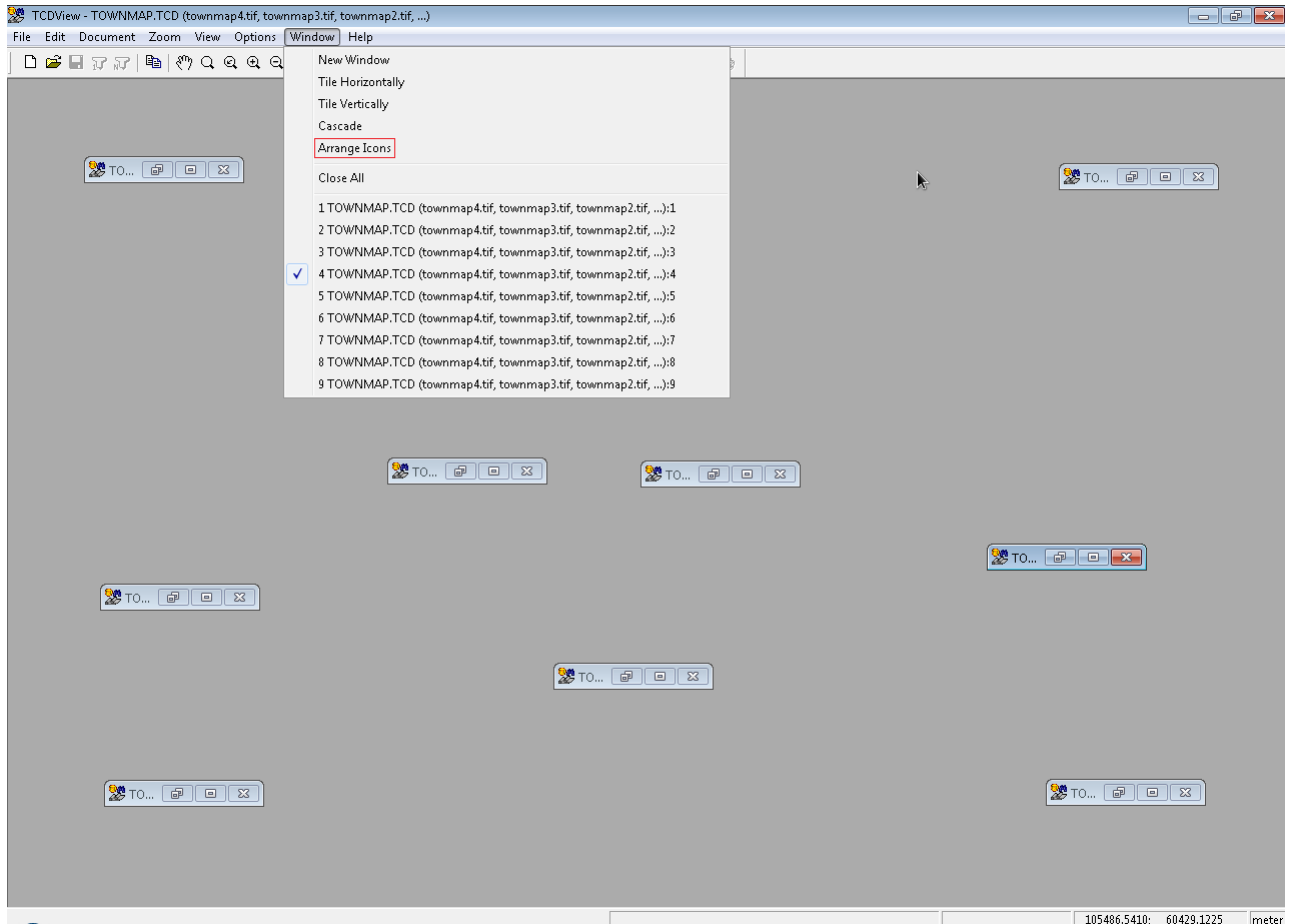 TCDView - TOWNMAP.TCD (townmap4.tif, townmap3.tif, townmap2.tif, ...)
File Edit Document Zoom View Options Window Help
New Window
Tile Horizontally
Tile Vertically
Cascade
Arrange Icons
Close All
1 TOWNMAP.TCD (townmap4.tif, townmap3.tif, townmap2.tif, ...):1
2 TOWNMAP.TCD (townmap4.tif, townmap3.tif, townmap2.tif, ...):2
3 TOWNMAP.TCD (townmap4.tif, townmap3.tif, townmap2.tif, ...):3
4 TOWNMAP.TCD (townmap4.tif, townmap3.tif, townmap2.tif, ...):4
5 TOWNMAP.TCD (townmap4.tif, townmap3.tif, townmap2.tif, ...):5
6 TOWNMAP.TCD (townmap4.tif, townmap3.tif, townmap2.tif, ...):6
7 TOWNMAP.TCD (townmap4.tif, townmap3.tif, townmap2.tif, ...):7
8 TOWNMAP.TCD (townmap4.tif, townmap3.tif, townmap2.tif, ...):8
9 TOWNMAP.TCD (townmap4.tif, townmap3.tif, townmap2.tif, ...):9
TO...
TO...
TO...
TO...
TO...
TO...
TO...
TO...
TO...
105486.5410; 60429.1225 meter